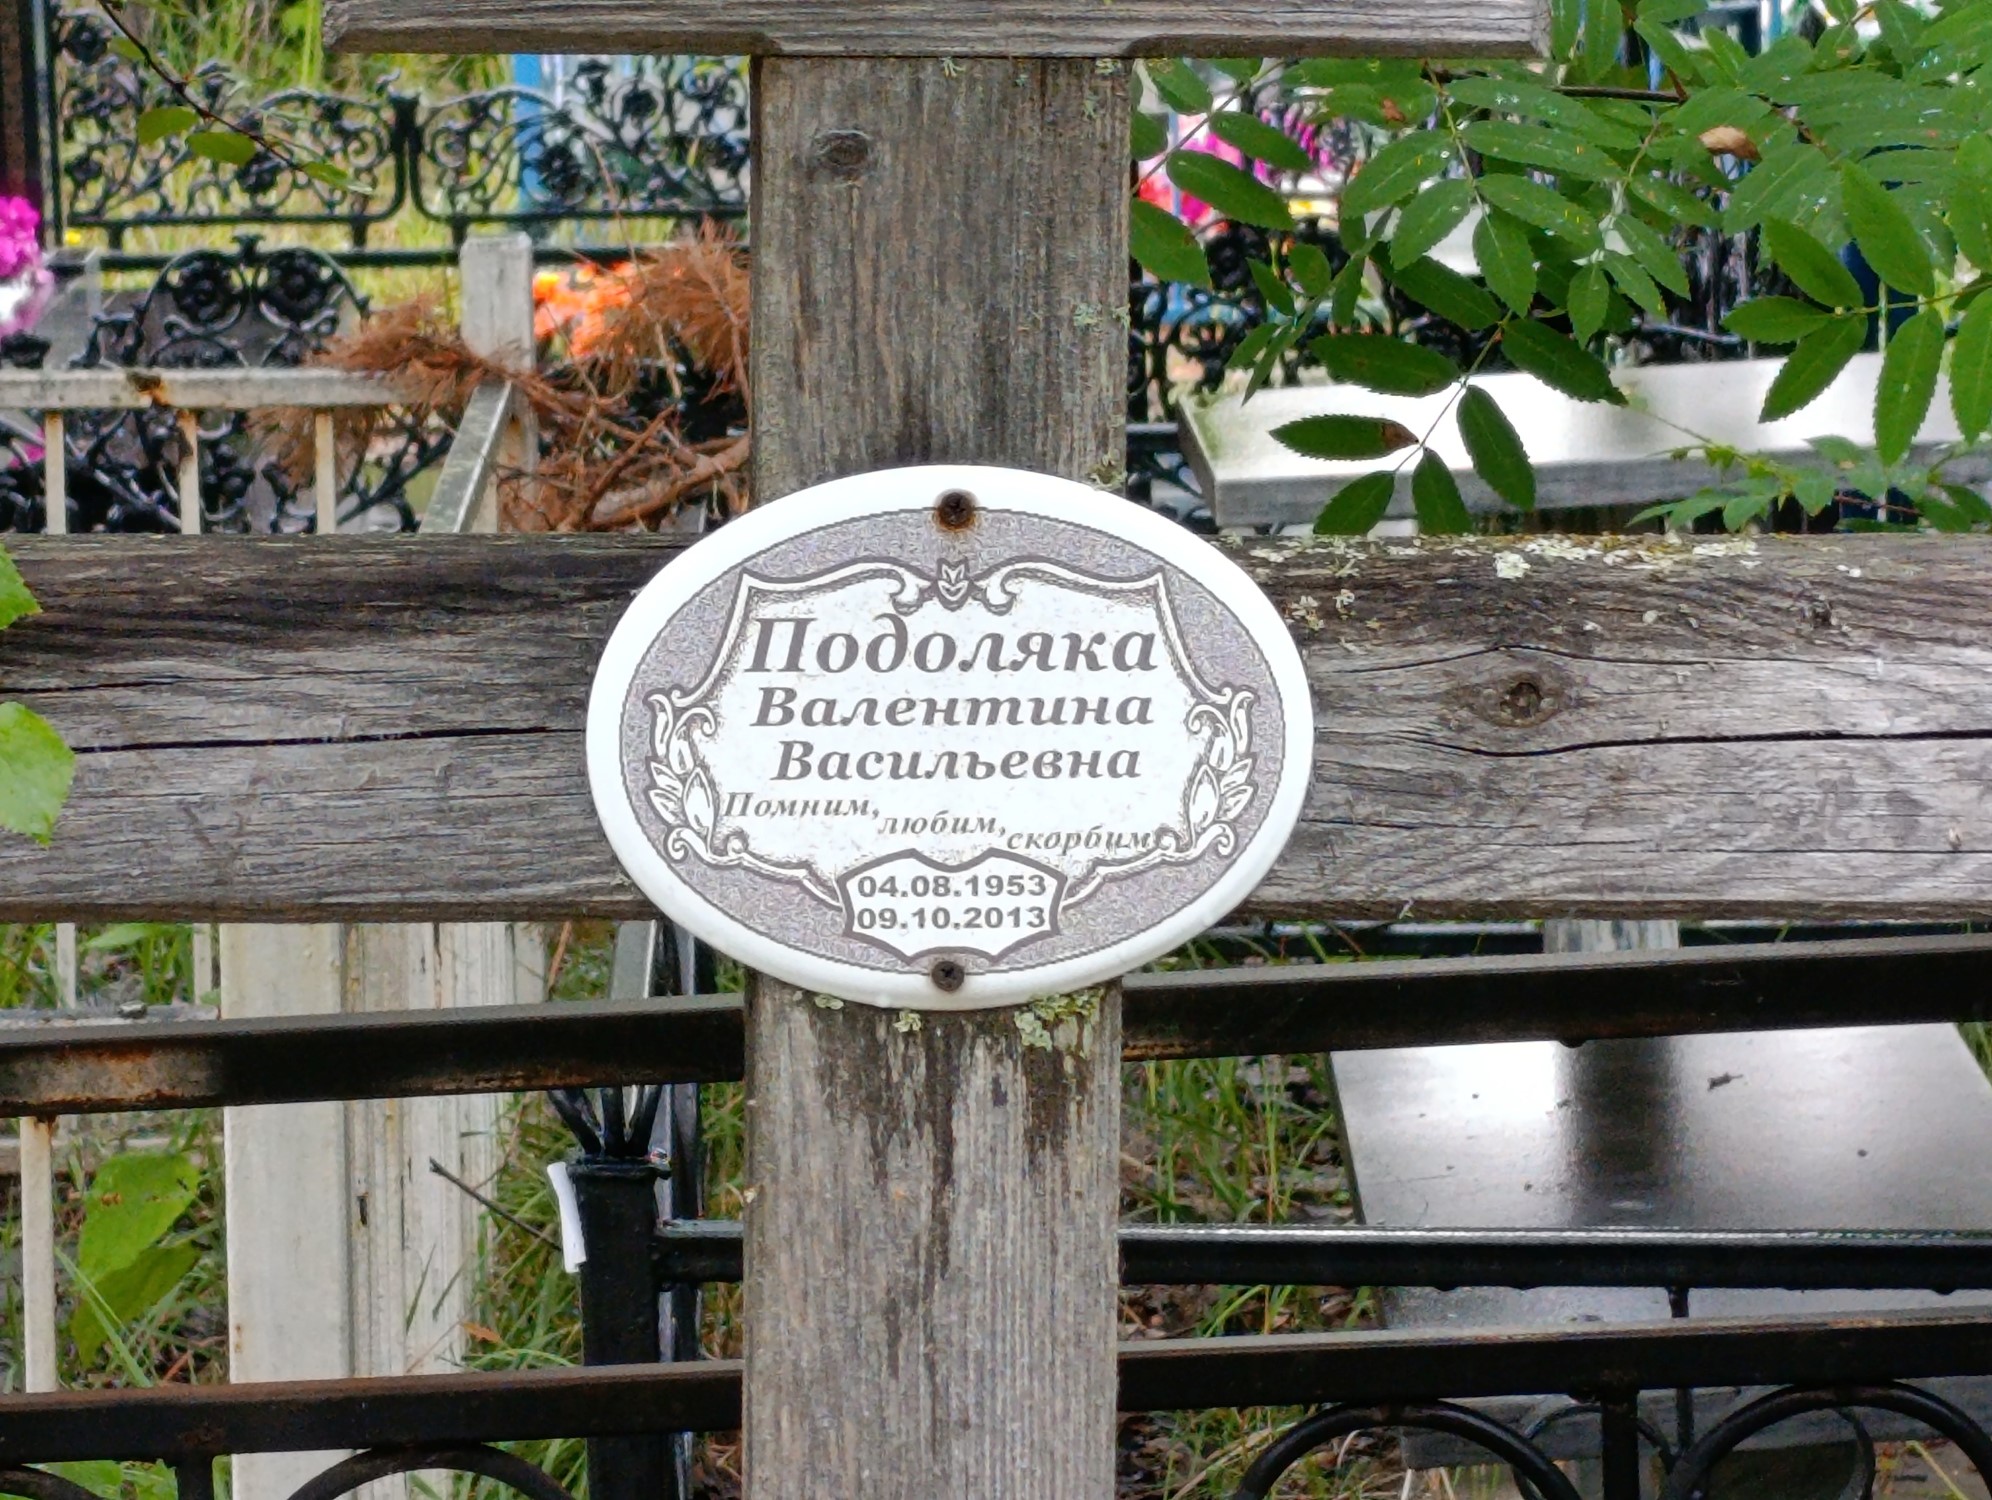 Подоляка
Валентина
Васильевна
Помним, любим, скорбим
04.08.1953
09.10.2013